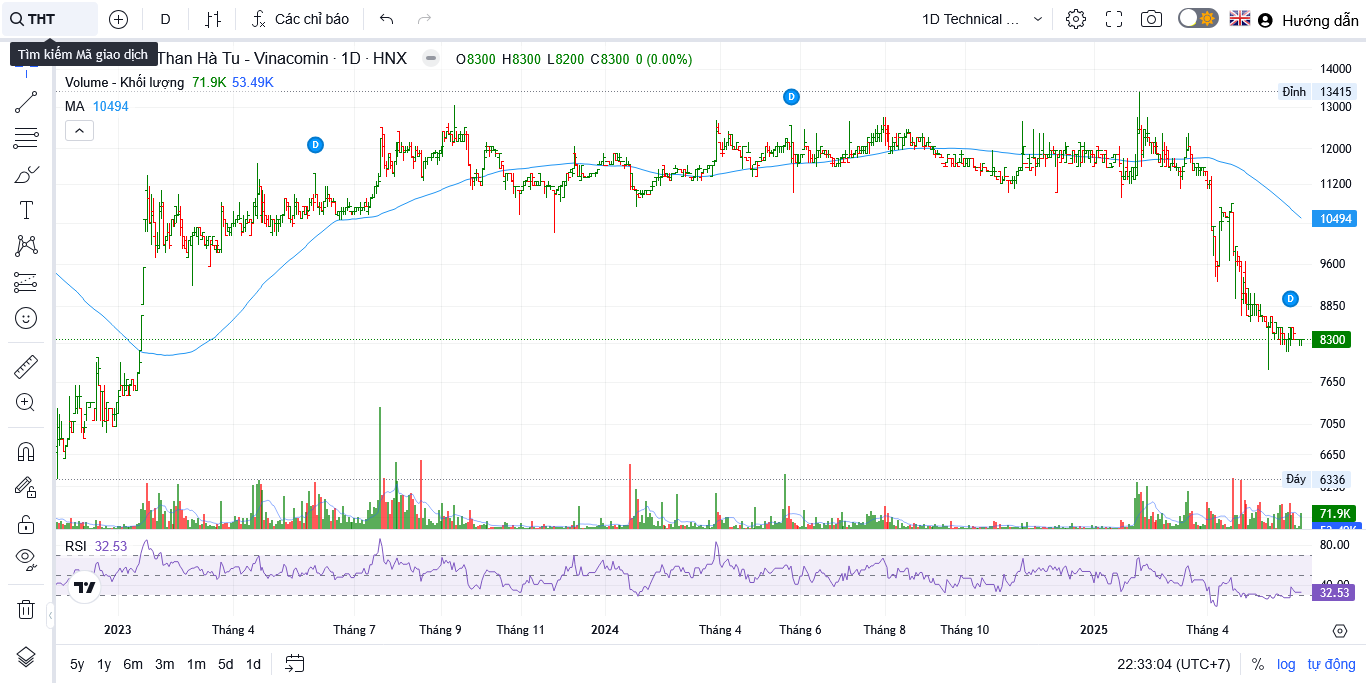 THT
D
Các chỉ báo
1D Technical ...
Hướng dẫn
Tìm kiếm Mã giao dịch
Than Hà Tu - Vinacomin · 1D · HNX
O8300 H8300 L8200 C8300 0 (0.00%)
Volume - Khối lượng 71.9K 53.49K
MA 10494
D
D
D
14000
Đỉnh 13415
13000
12000
11200
10494
9600
8850
8300
7650
7050
6650
Đáy 6336
71.9K
RSI 32.53
80.00
32.53
2023
Tháng 4
Tháng 7
Tháng 9
Tháng 11
2024
Tháng 4
Tháng 6
Tháng 8
Tháng 10
2025
Tháng 4
5y 1y 6m 3m 1m 5d 1d
22:33:04 (UTC+7)
% log tự động